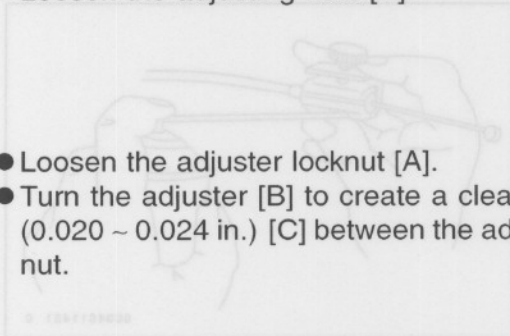 ● Loosen the adjuster locknut [A].
● Turn the adjuster [B] to create a clea
(0.020 ~ 0.024 in.) [C] between the ad
nut.